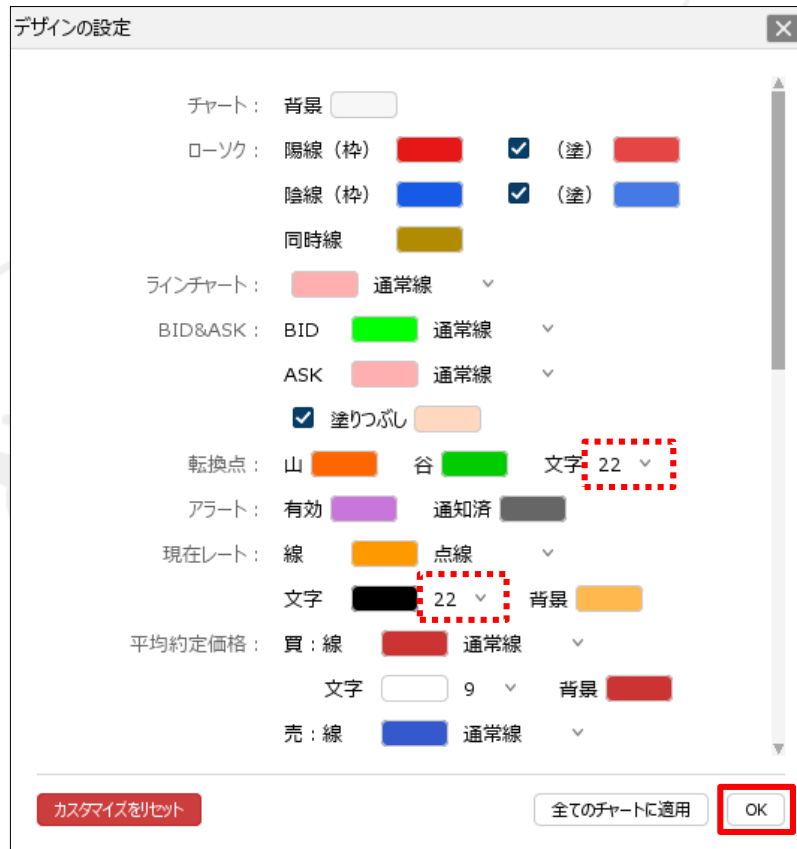 デザインの設定
チャート： 背景
ローソク： 陽線（枠） （塗）
陰線（枠） （塗）
同時線
ラインチャート： 通常線
BID&ASK： BID 通常線
ASK 通常線
塗りつぶし
転換点： 山 谷 文字 22
アラート： 有効 通知済
現在レート： 線 点線
文字 22 背景
平均約定価格： 買：線 通常線
文字 9 背景
売：線 通常線
カスタマイズをリセット 全てのチャートに適用 OK